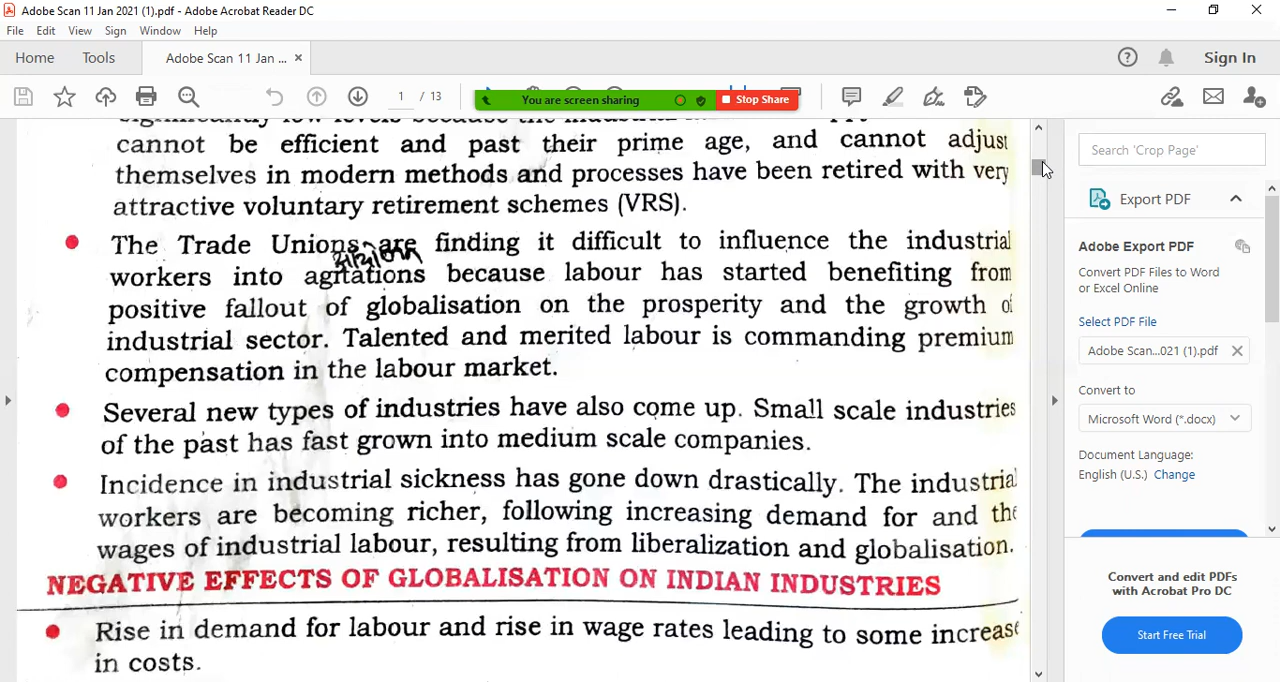 Adobe Scan 11 Jan 2021 (1).pdf - Adobe Acrobat Reader DC
File Edit View Sign Window Help
Home Tools Adobe Scan 11 Jan ... × Sign In
1 / 13 You are screen sharing Stop Share
cannot be efficient and past their prime age, and cannot adjust
themselves in modern methods and processes have been retired with very
attractive voluntary retirement schemes (VRS).
The Trade Unions are finding it difficult to influence the industrial
workers into agitations because labour has started benefiting from
positive fallout of globalisation on the prosperity and the growth of
industrial sector. Talented and merited labour is commanding premium
compensation in the labour market.
Several new types of industries have also come up. Small scale industries
of the past has fast grown into medium scale companies.
Incidence in industrial sickness has gone down drastically. The industrial
workers are becoming richer, following increasing demand for and the
wages of industrial labour, resulting from liberalization and globalisation.
NEGATIVE EFFECTS OF GLOBALISATION ON INDIAN INDUSTRIES
Rise in demand for labour and rise in wage rates leading to some increase
in costs.
Search 'Crop Page'
Export PDF
Adobe Export PDF
Convert PDF Files to Word
or Excel Online
Select PDF File
Adobe Scan...021 (1).pdf ×
Convert to
Microsoft Word (*.docx)
Document Language:
English (U.S.) Change
Convert and edit PDFs
with Acrobat Pro DC
Start Free Trial